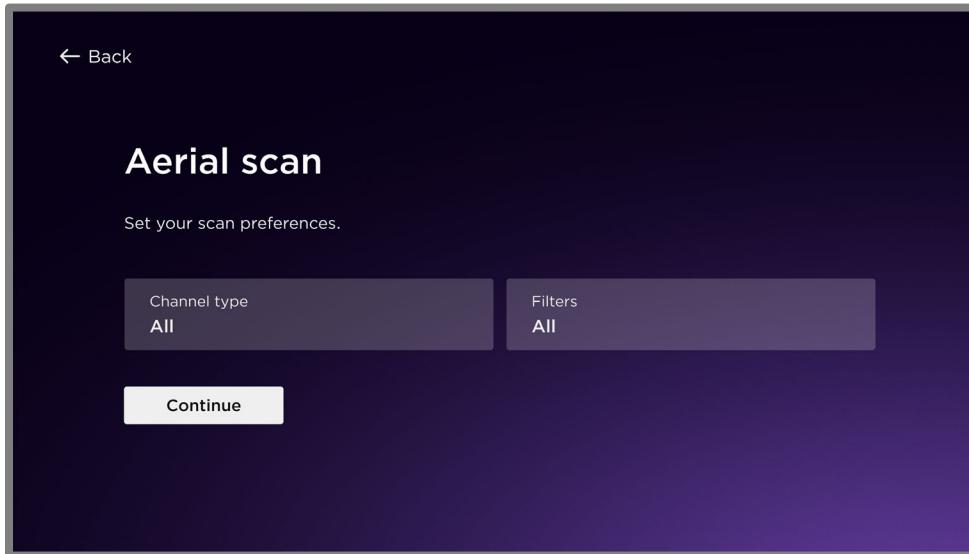 ← Back
Aerial scan
Set your scan preferences.
Channel type
All
Filters
All
Continue